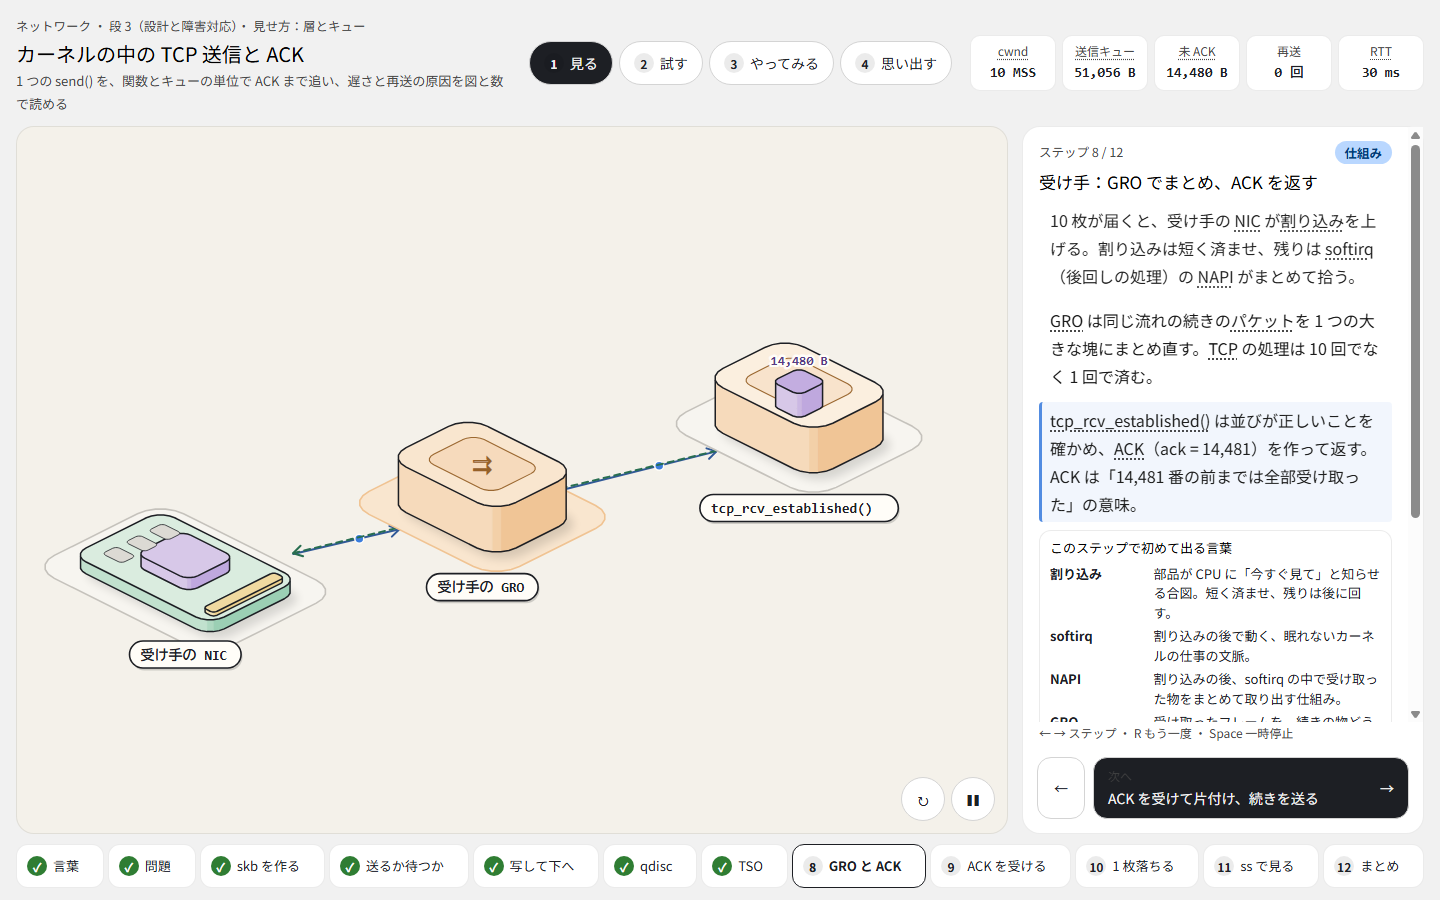 ネットワーク ・ 段 3（設計と障害対応）・ 見せ方：層とキュー
カーネルの中の TCP 送信と ACK
1 つの send() を、関数とキューの単位で ACK まで追い、遅さと再送の原因を図と数
で読める
1 見る
2 試す
3 やってみる
4 思い出す
cwnd
10 MSS
送信キュー
51,056 B
未 ACK
14,480 B
再送
0 回
RTT
30 ms
14,480 B
tcp_rcv_established()
受け手の GRO
受け手の NIC
ステップ 8 / 12
仕組み
受け手：GRO でまとめ、ACK を返す
10 枚が届くと、受け手の NIC が割り込みを上
げる。割り込みは短く済ませ、残りは softirq
（後回しの処理）の NAPI がまとめて拾う。
GRO は同じ流れの続きのパケットを 1 つの大
きな塊にまとめ直す。TCP の処理は 10 回でな
く 1 回で済む。
tcp_rcv_established() は並びが正しいことを
確かめ、ACK（ack = 14,481）を作って返す。
ACK は「14,481 番の前までは全部受け取っ
た」の意味。
このステップで初めて出る言葉
割り込み 部品が CPU に「今すぐ見て」と知らせ
る合図。短く済ませ、残りは後に回
す。
softirq 割り込みの後で動く、眠れないカーネ
ルの仕事の文脈。
NAPI 割り込みの後、softirq の中で受け取っ
た物をまとめて取り出す仕組み。
GRO 受け取ったフレームを、続きの物どう
← → ステップ ・ R もう一度 ・ Space 一時停止
←
次へ
ACK を受けて片付け、続きを送る →
✓ 言葉
✓ 問題
✓ skb を作る
✓ 送るか待つか
✓ 写して下へ
✓ qdisc
✓ TSO
8 GRO と ACK
9 ACK を受ける
10 1 枚落ちる
11 ss で見る
12 まとめ